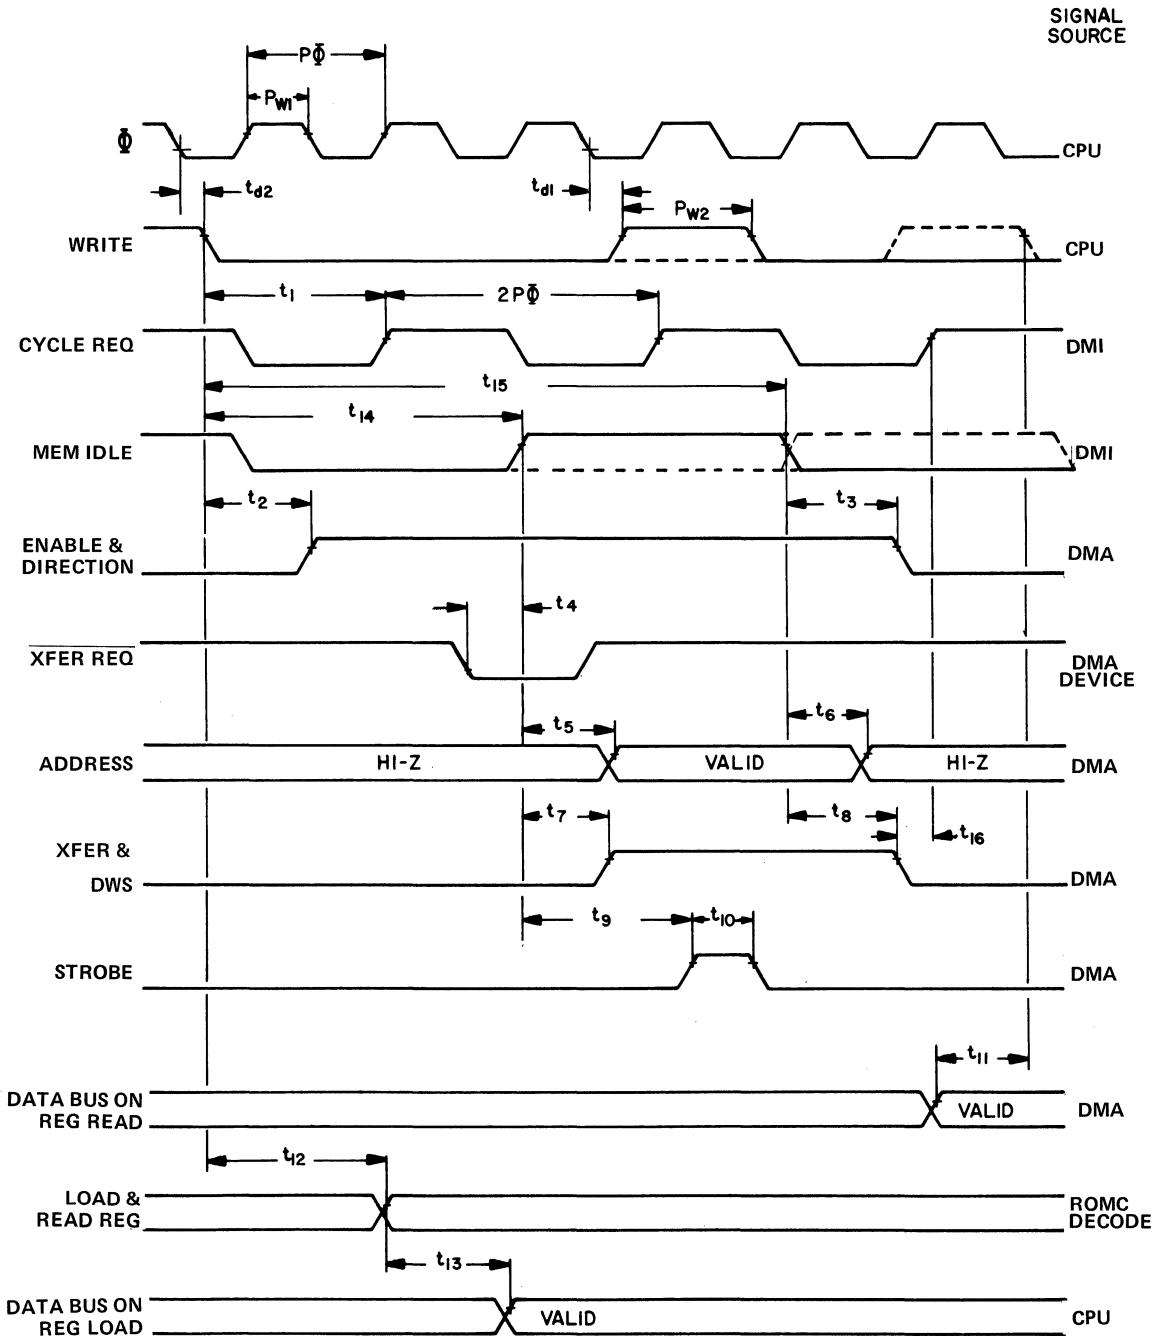 SIGNAL
SOURCE
PΦ
PW1
Φ
CPU
td2
td1
PW2
WRITE
CPU
t1
2PΦ
CYCLE REQ
DMI
t15
t14
MEM IDLE
DMI
t2
t3
ENABLE &
DIRECTION
DMA
t4
XFER REQ
DMA
DEVICE
t5
t6
ADDRESS
HI-Z
VALID
HI-Z
DMA
t7
t8
t16
XFER &
DWS
DMA
t9
t10
STROBE
DMA
t11
DATA BUS ON
REG READ
VALID
DMA
t12
LOAD &
READ REG
ROMC
DECODE
t13
DATA BUS ON
REG LOAD
VALID
CPU